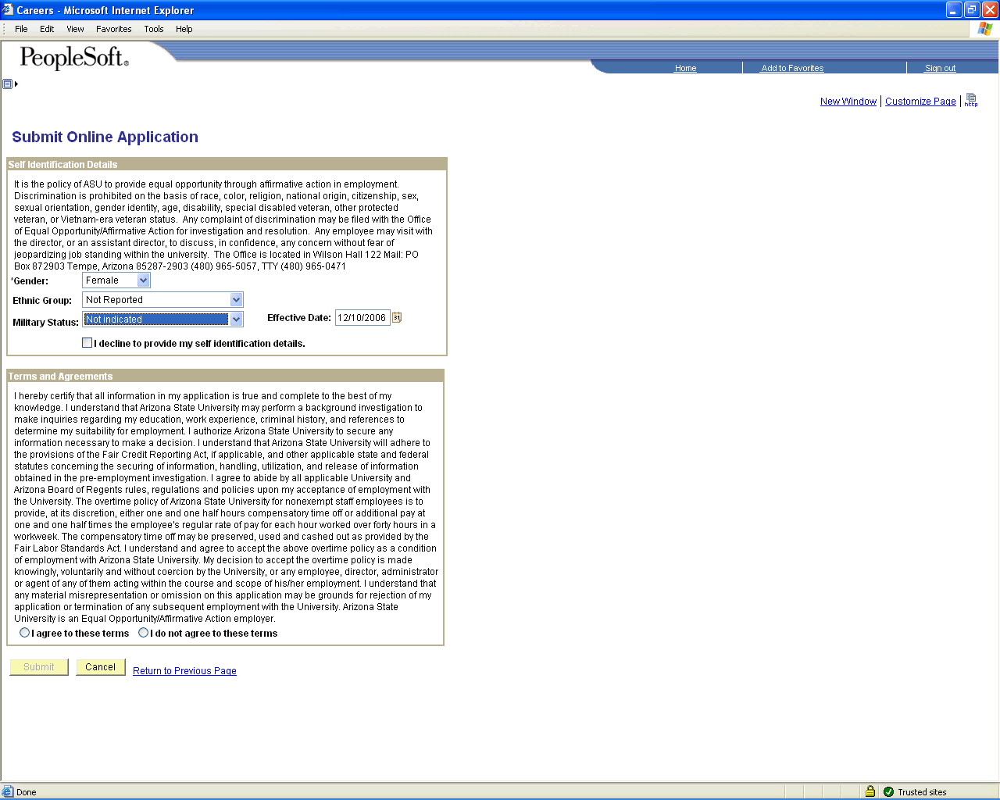 Careers - Microsoft Internet Explorer
File Edit View Favorites Tools Help
PeopleSoft®
Home Add to Favorites Sign out
New Window | Customize Page | http
Submit Online Application
Self Identification Details
It is the policy of ASU to provide equal opportunity through affirmative action in employment.
Discrimination is prohibited on the basis of race, color, religion, national origin, citizenship, sex,
sexual orientation, gender identity, age, disability, special disabled veteran, other protected
veteran, or Vietnam-era veteran status.  Any complaint of discrimination may be filed with the Office
of Equal Opportunity/Affirmative Action for investigation and resolution.  Any employee may visit with
the director, or an assistant director, to discuss, in confidence, any concern without fear of
jeopardizing job standing within the university.  The Office is located in Wilson Hall 122 Mail: PO
Box 872903 Tempe, Arizona 85287-2903 (480) 965-5057, TTY (480) 965-0471
*Gender: Female
Ethnic Group: Not Reported
Military Status: Not indicated Effective Date: 12/10/2006 31
I decline to provide my self identification details.
Terms and Agreements
I hereby certify that all information in my application is true and complete to the best of my
knowledge. I understand that Arizona State University may perform a background investigation to
make inquiries regarding my education, work experience, criminal history, and references to
determine my suitability for employment. I authorize Arizona State University to secure any
information necessary to make a decision. I understand that Arizona State University will adhere to
the provisions of the Fair Credit Reporting Act, if applicable, and other applicable state and federal
statutes concerning the securing of information, handling, utilization, and release of information
obtained in the pre-employment investigation. I agree to abide by all applicable University and
Arizona Board of Regents rules, regulations and policies upon my acceptance of employment with
the University. The overtime policy of Arizona State University for nonexempt staff employees is to
provide, at its discretion, either one and one half hours compensatory time off or additional pay at
one and one half times the employee's regular rate of pay for each hour worked over forty hours in a
workweek. The compensatory time off may be preserved, used and cashed out as provided by the
Fair Labor Standards Act. I understand and agree to accept the above overtime policy as a condition
of employment with Arizona State University. My decision to accept the overtime policy is made
knowingly, voluntarily and without coercion by the University, or any employee, director, administrator
or agent of any of them acting within the course and scope of his/her employment. I understand that
any material misrepresentation or omission on this application may be grounds for rejection of my
application or termination of any subsequent employment with the University. Arizona State
University is an Equal Opportunity/Affirmative Action employer.
I agree to these terms I do not agree to these terms
Submit Cancel Return to Previous Page
Done Trusted sites